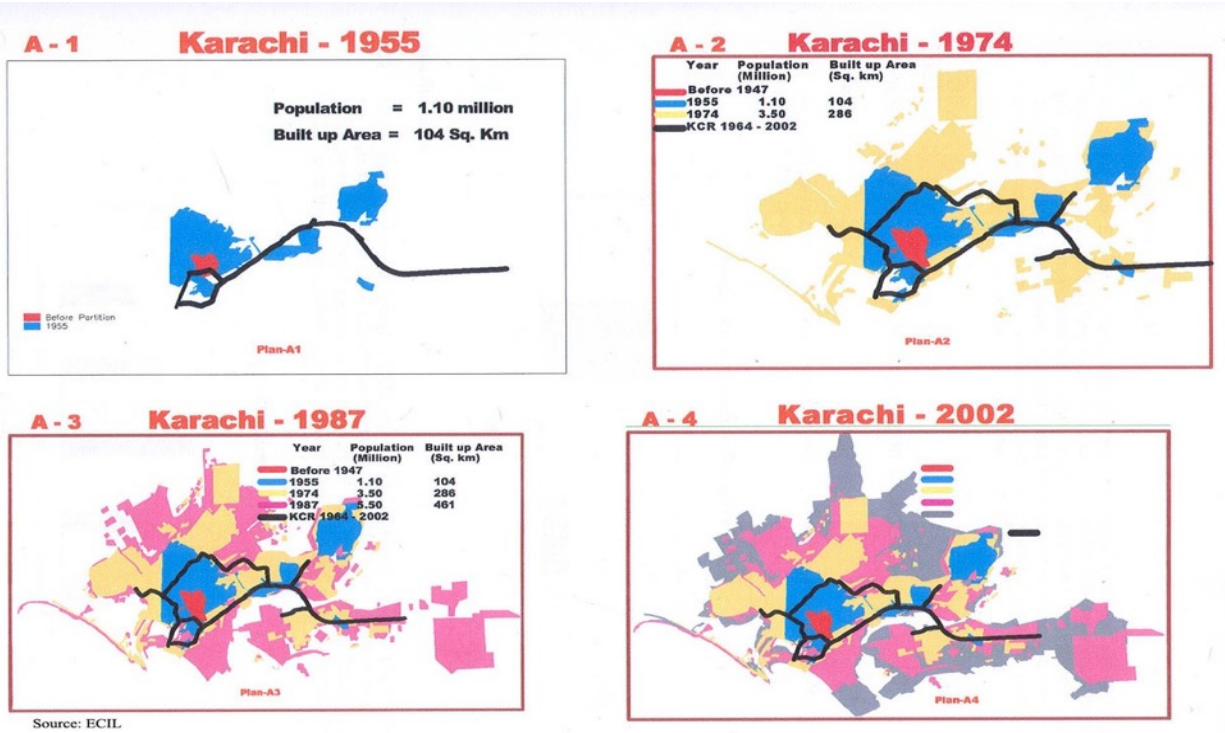 A - 1 Karachi - 1955
Population = 1.10 million
Built up Area = 104 Sq. Km
Before Partition
1955
Plan-A1
A - 2 Karachi - 1974
Year Population Built up Area
(Million) (Sq. km)
Before 1947
1955 1.10 104
1974 3.50 286
KCR 1964 - 2002
Plan-A2
A - 3 Karachi - 1987
Year Population Built up Area
(Million) (Sq. km)
Before 1947
1955 1.10 104
1974 3.50 286
1987 5.50 461
KCR 1964 - 2002
Plan-A3
A - 4 Karachi - 2002
Plan-A4
Source: ECIL